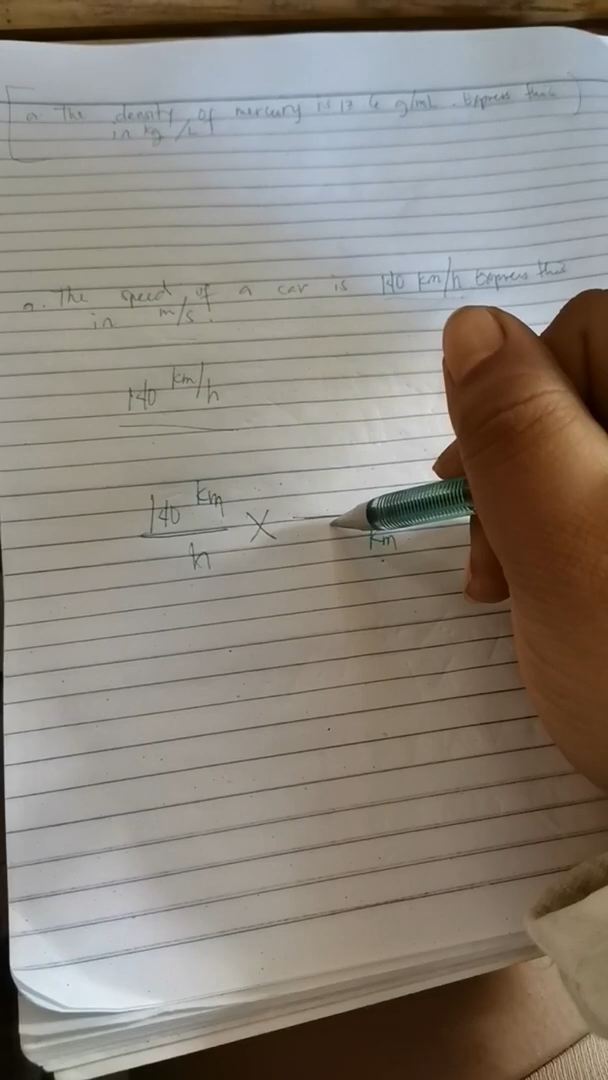 a. The density of mercury is 13.6 g/mL. Express this
in kg/L
a. The speed of a car is 140 km/h. Express this
in m/s.
140 km/h
140 km
h
X
km